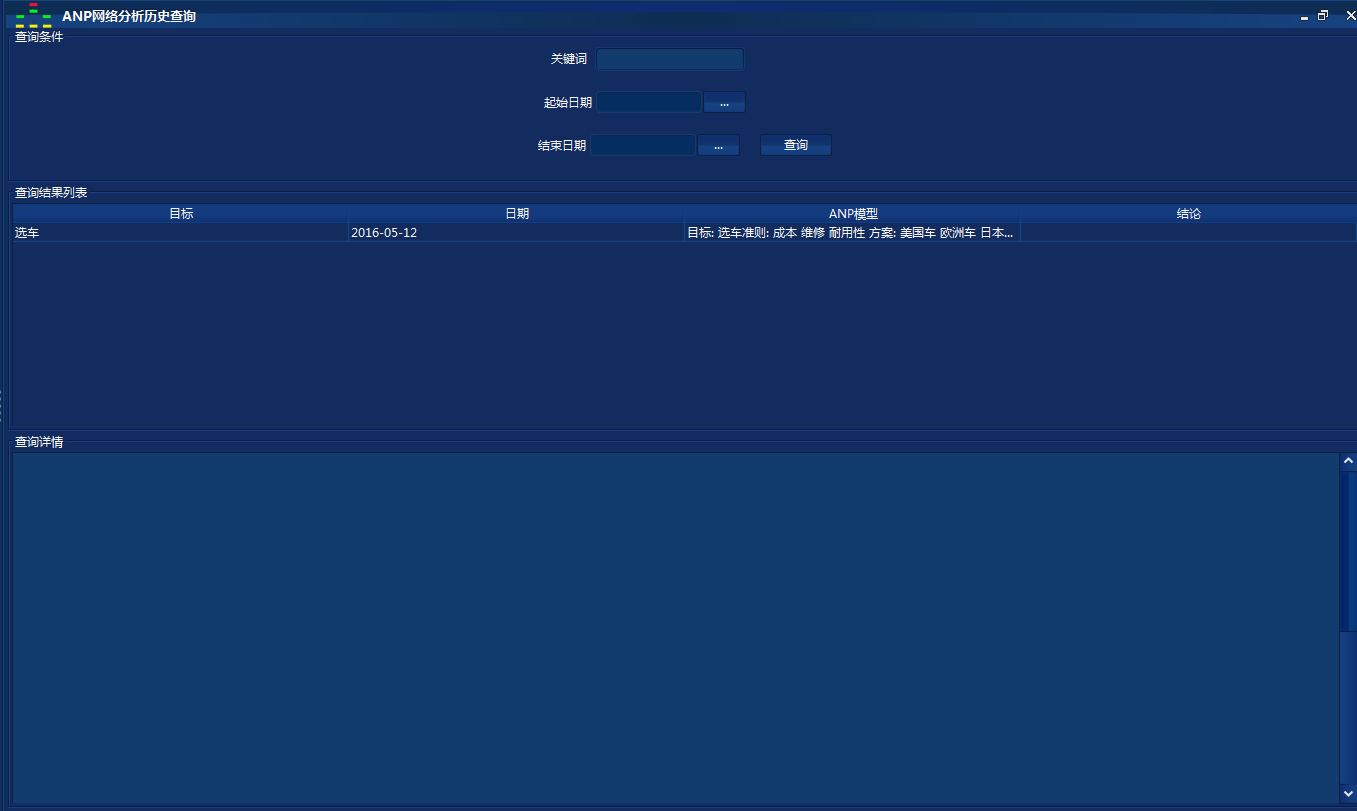 ANP网络分析历史查询
查询条件
关键词
起始日期 ...
结束日期 ... 查询
查询结果列表
目标 日期 ANP模型 结论
选车 2016-05-12 目标: 选车准则: 成本 维修 耐用性 方案: 美国车 欧洲车 日本...
查询详情